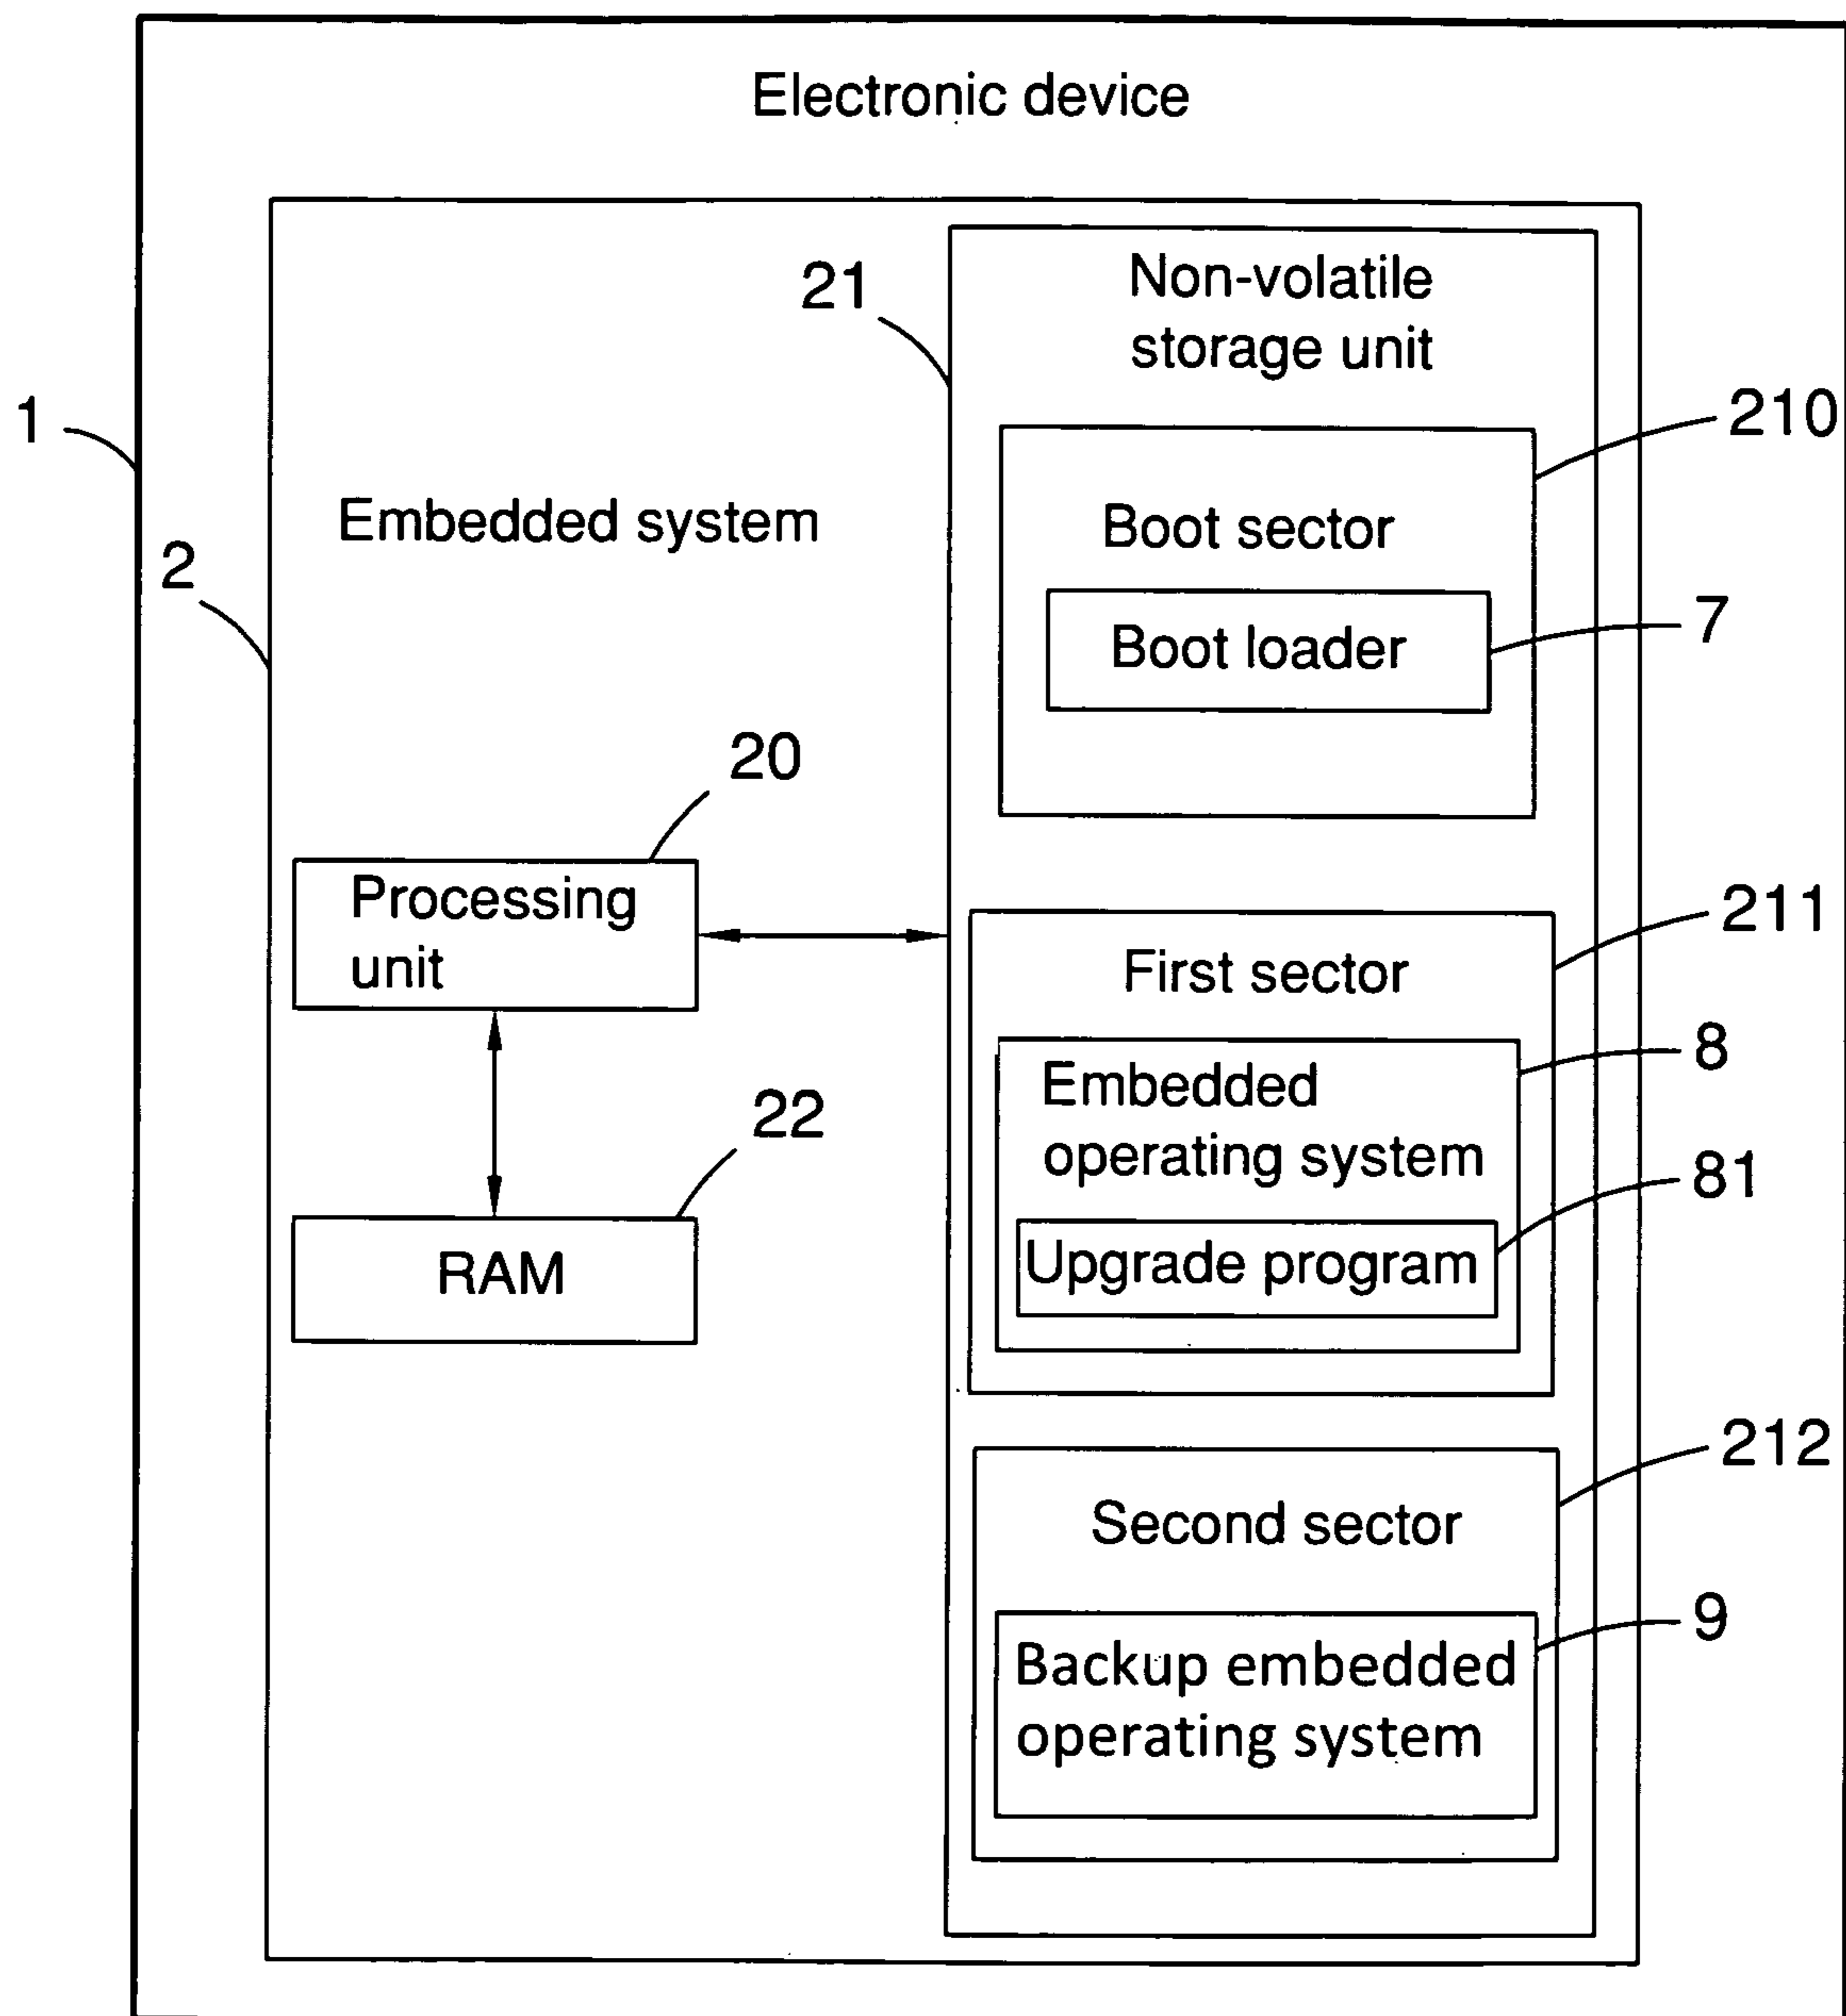 Electronic device
21
Non-volatile
storage unit
1
210
Embedded system
Boot sector
2
Boot loader
7
20
Processing
unit
211
First sector
8
Embedded
operating system
22
81
RAM
Upgrade program
212
Second sector
9
Backup embedded
operating system